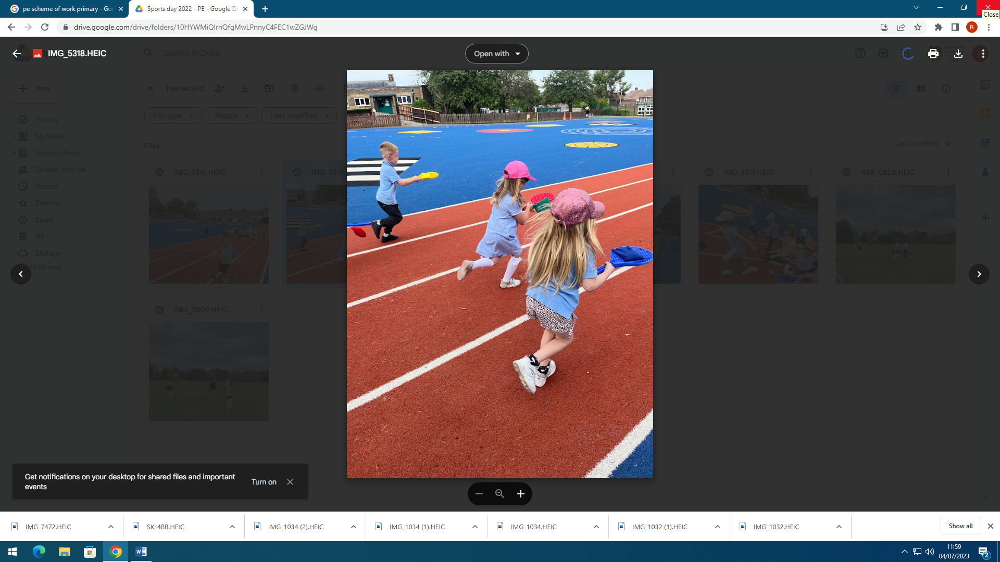 pe scheme of work primary - Goo
Sports day 2022 - PE - Google Dr
Close
drive.google.com/drive/folders/10HYWMiQlrnQfgMwLPnnyC4FEC1wZGJWg
R
IMG_5318.HEIC
Search in Drive
Open with
New
1 selected
File type
People
Last modified
Priority
My Drive
Shared drives
Shared with me
Recent
Starred
Spam
Bin
Storage
68 GB used
Files
Last modified
IMG_5316.HEIC
IMG_5318
IMG_5317.HEIC
IMG_0808.HEIC
IMG_0809.HEIC
Get notifications on your desktop for shared files and important
events
Turn on
IMG_7472.HEIC
SK-4BB.HEIC
IMG_1034 (2).HEIC
IMG_1034 (1).HEIC
IMG_1034.HEIC
IMG_1032 (1).HEIC
IMG_1032.HEIC
Show all
11:59
04/07/2023
2